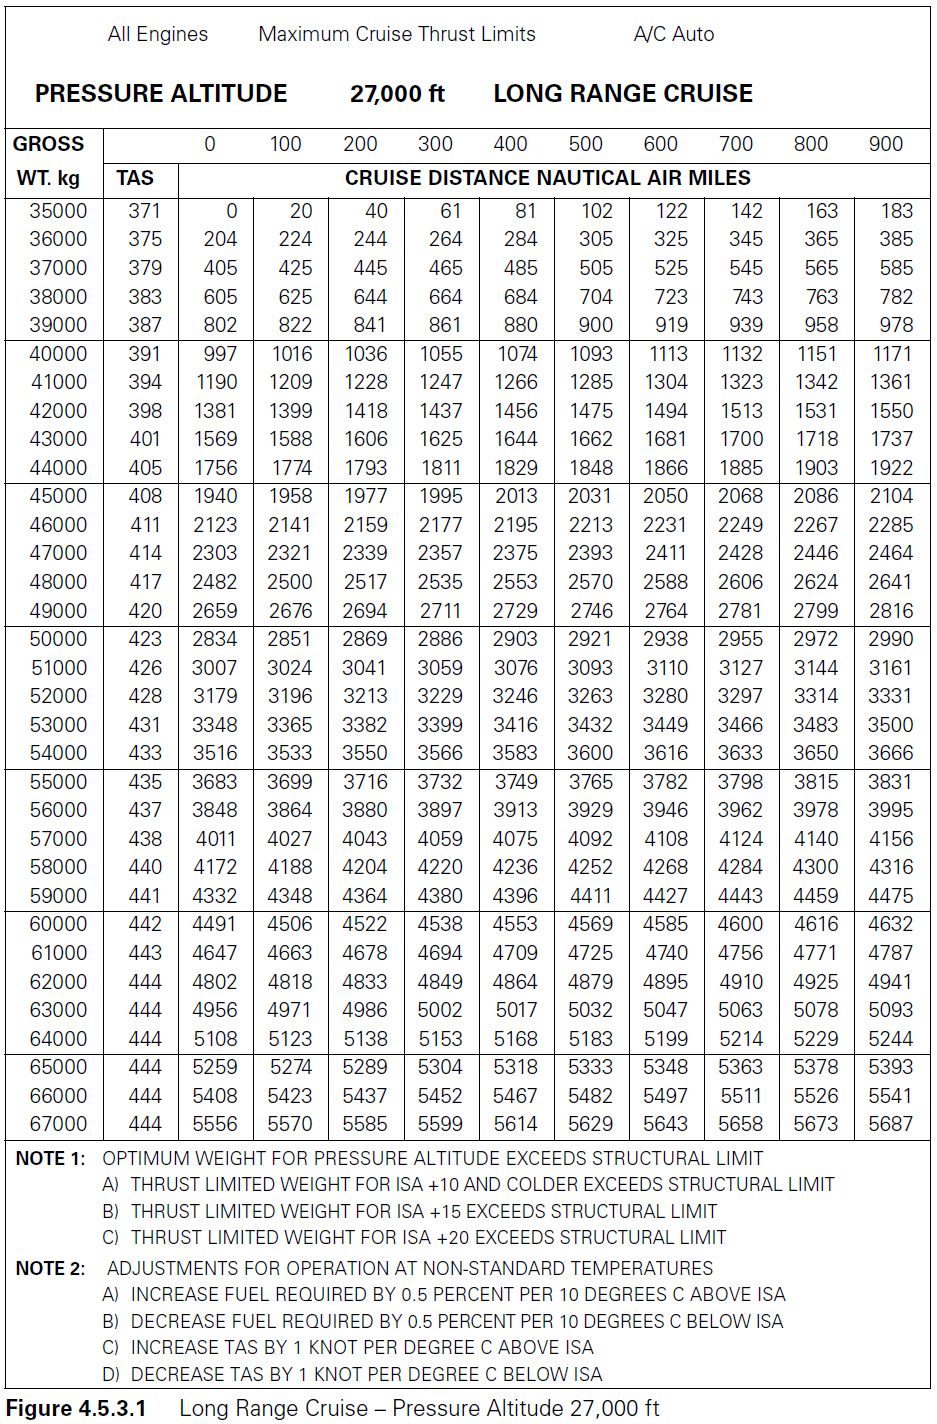 All Engines Maximum Cruise Thrust Limits A/C Auto
PRESSURE ALTITUDE 27,000 ft LONG RANGE CRUISE
GROSS 0 100 200 300 400 500 600 700 800 900
WT. kg TAS CRUISE DISTANCE NAUTICAL AIR MILES
35000 371 0 20 40 61 81 102 122 142 163 183
36000 375 204 224 244 264 284 305 325 345 365 385
37000 379 405 425 445 465 485 505 525 545 565 585
38000 383 605 625 644 664 684 704 723 743 763 782
39000 387 802 822 841 861 880 900 919 939 958 978
40000 391 997 1016 1036 1055 1074 1093 1113 1132 1151 1171
41000 394 1190 1209 1228 1247 1266 1285 1304 1323 1342 1361
42000 398 1381 1399 1418 1437 1456 1475 1494 1513 1531 1550
43000 401 1569 1588 1606 1625 1644 1662 1681 1700 1718 1737
44000 405 1756 1774 1793 1811 1829 1848 1866 1885 1903 1922
45000 408 1940 1958 1977 1995 2013 2031 2050 2068 2086 2104
46000 411 2123 2141 2159 2177 2195 2213 2231 2249 2267 2285
47000 414 2303 2321 2339 2357 2375 2393 2411 2428 2446 2464
48000 417 2482 2500 2517 2535 2553 2570 2588 2606 2624 2641
49000 420 2659 2676 2694 2711 2729 2746 2764 2781 2799 2816
50000 423 2834 2851 2869 2886 2903 2921 2938 2955 2972 2990
51000 426 3007 3024 3041 3059 3076 3093 3110 3127 3144 3161
52000 428 3179 3196 3213 3229 3246 3263 3280 3297 3314 3331
53000 431 3348 3365 3382 3399 3416 3432 3449 3466 3483 3500
54000 433 3516 3533 3550 3566 3583 3600 3616 3633 3650 3666
55000 435 3683 3699 3716 3732 3749 3765 3782 3798 3815 3831
56000 437 3848 3864 3880 3897 3913 3929 3946 3962 3978 3995
57000 438 4011 4027 4043 4059 4075 4092 4108 4124 4140 4156
58000 440 4172 4188 4204 4220 4236 4252 4268 4284 4300 4316
59000 441 4332 4348 4364 4380 4396 4411 4427 4443 4459 4475
60000 442 4491 4506 4522 4538 4553 4569 4585 4600 4616 4632
61000 443 4647 4663 4678 4694 4709 4725 4740 4756 4771 4787
62000 444 4802 4818 4833 4849 4864 4879 4895 4910 4925 4941
63000 444 4956 4971 4986 5002 5017 5032 5047 5063 5078 5093
64000 444 5108 5123 5138 5153 5168 5183 5199 5214 5229 5244
65000 444 5259 5274 5289 5304 5318 5333 5348 5363 5378 5393
66000 444 5408 5423 5437 5452 5467 5482 5497 5511 5526 5541
67000 444 5556 5570 5585 5599 5614 5629 5643 5658 5673 5687
NOTE 1: OPTIMUM WEIGHT FOR PRESSURE ALTITUDE EXCEEDS STRUCTURAL LIMIT
A) THRUST LIMITED WEIGHT FOR ISA +10 AND COLDER EXCEEDS STRUCTURAL LIMIT
B) THRUST LIMITED WEIGHT FOR ISA +15 EXCEEDS STRUCTURAL LIMIT
C) THRUST LIMITED WEIGHT FOR ISA +20 EXCEEDS STRUCTURAL LIMIT
NOTE 2: ADJUSTMENTS FOR OPERATION AT NON-STANDARD TEMPERATURES
A) INCREASE FUEL REQUIRED BY 0.5 PERCENT PER 10 DEGREES C ABOVE ISA
B) DECREASE FUEL REQUIRED BY 0.5 PERCENT PER 10 DEGREES C BELOW ISA
C) INCREASE TAS BY 1 KNOT PER DEGREE C ABOVE ISA
D) DECREASE TAS BY 1 KNOT PER DEGREE C BELOW ISA
Figure 4.5.3.1 Long Range Cruise – Pressure Altitude 27,000 ft